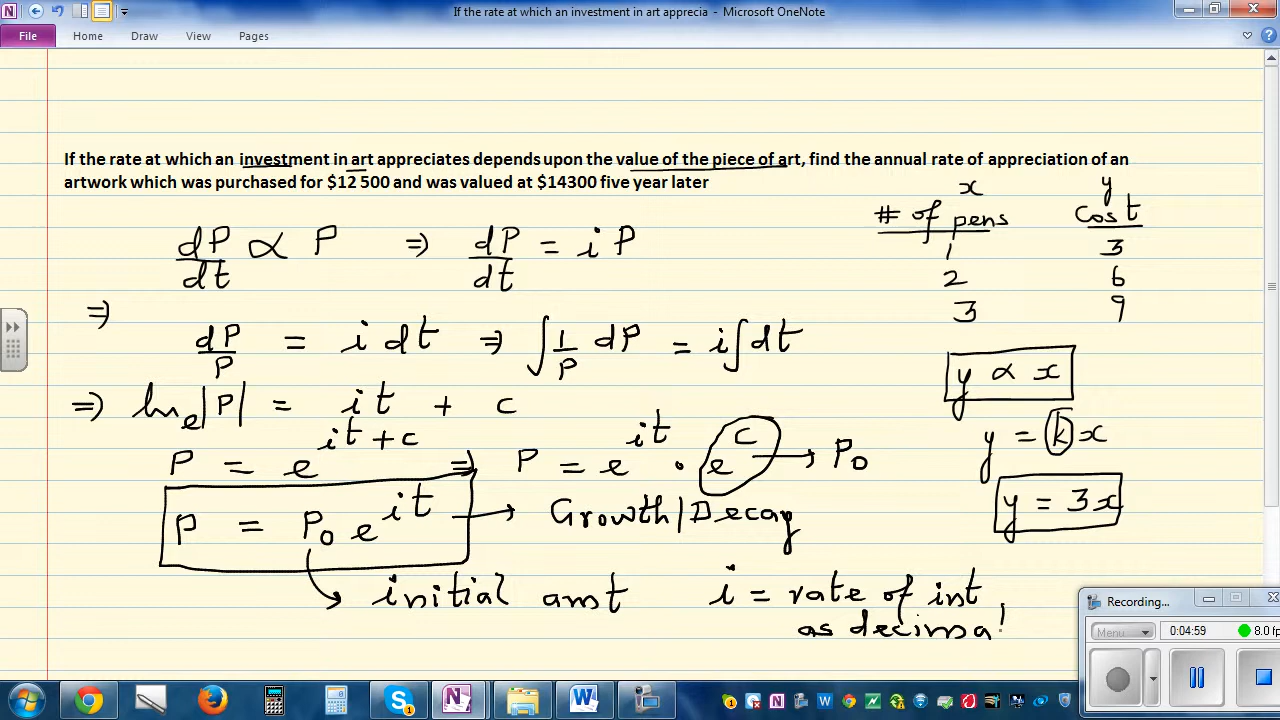 If the rate at which an investment in art apprecia - Microsoft OneNote
File Home Draw View Pages
If the rate at which an investment in art appreciates depends upon the value of the piece of art, find the annual rate of appreciation of an
artwork which was purchased for $12 500 and was valued at $14300 five year later
x y
# of pens cost
1 3
2 6
3 9
dP/dt ∝ P ⇒ dP/dt = i P
⇒
dP/P = i dt ⇒ ∫ 1/P dP = i∫dt
⇒ ln_e|P| = it + c
P = e^(it+c) ⇒ P = e^(it) · e^c → P₀
P = P₀ e^(it) → Growth/Decay
initial amt
i = rate of int
as decimal
y ∝ x
y = kx
y = 3x
Recording...
Menu 0:04:59 8.0 fp